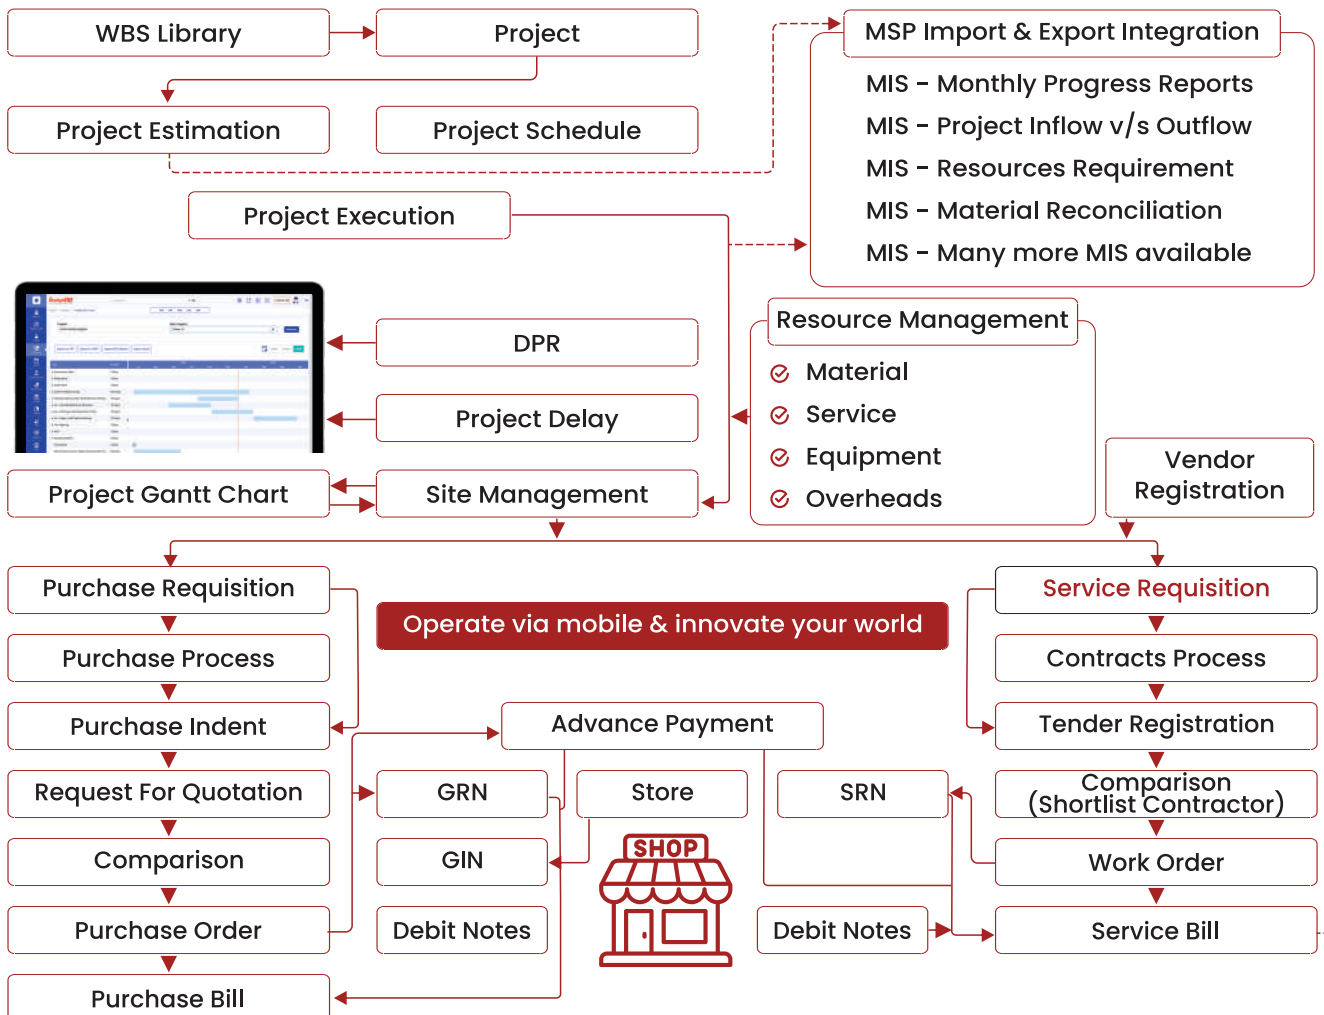 WBS Library
Project
MSP Import & Export Integration
MIS - Monthly Progress Reports
MIS - Project Inflow v/s Outflow
MIS - Resources Requirement
MIS - Material Reconciliation
MIS - Many more MIS available
Project Estimation
Project Schedule
Project Execution
DPR
Project Delay
Resource Management
Material
Service
Equipment
Overheads
Vendor
Registration
Project Gantt Chart
Site Management
Purchase Requisition
Service Requisition
Operate via mobile & innovate your world
Purchase Process
Contracts Process
Purchase Indent
Advance Payment
Tender Registration
Request For Quotation
GRN
Store
SRN
Comparison
(Shortlist Contractor)
Comparison
GIN
SHOP
Work Order
Purchase Order
Debit Notes
Debit Notes
Service Bill
Purchase Bill